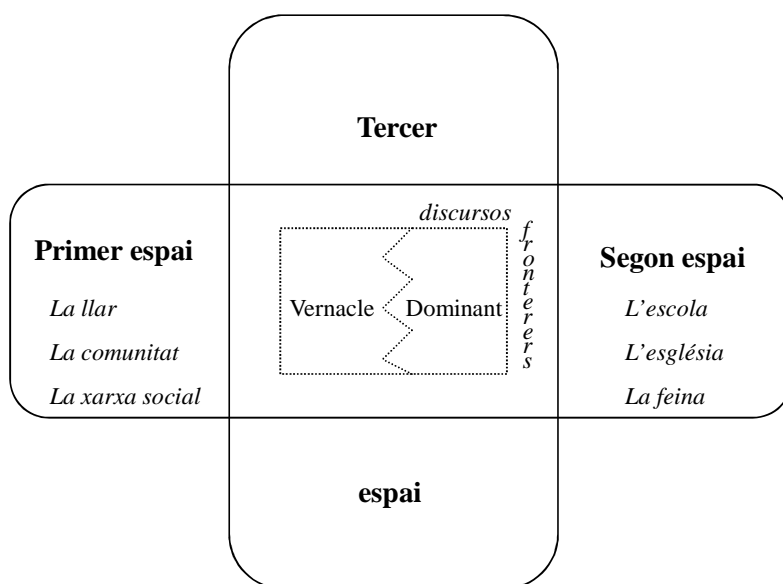 Tercer
discursos
fronterers
Primer espai
La llar
La comunitat
La xarxa social
Vernacle
Dominant
Segon espai
L’escola
L’església
La feina
espai